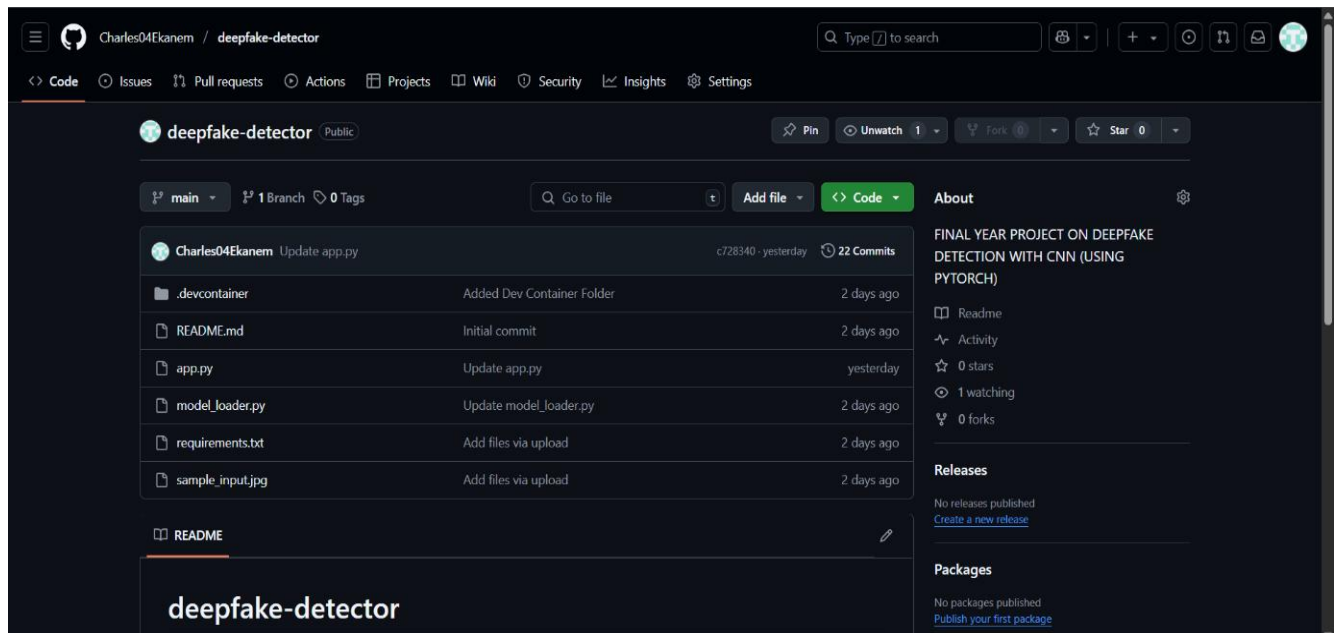 Charles04Ekanem / deepfake-detector
Type / to search
Code Issues Pull requests Actions Projects Wiki Security Insights Settings
deepfake-detector Public
Pin Unwatch 1 Fork 0 Star 0
main 1 Branch 0 Tags
Go to file t Add file Code
Charles04Ekanem Update app.py c728340 · yesterday 22 Commits
.devcontainer Added Dev Container Folder 2 days ago
README.md Initial commit 2 days ago
app.py Update app.py yesterday
model_loader.py Update model_loader.py 2 days ago
requirements.txt Add files via upload 2 days ago
sample_input.jpg Add files via upload 2 days ago
README
deepfake-detector
About
FINAL YEAR PROJECT ON DEEPFAKE
DETECTION WITH CNN (USING
PYTORCH)
Readme
Activity
0 stars
1 watching
0 forks
Releases
No releases published
Create a new release
Packages
No packages published
Publish your first package